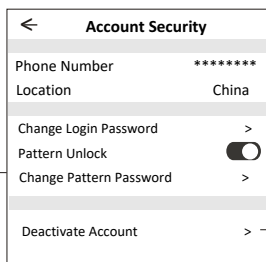 Account Security
Phone Number ********
Location China
Change Login Password >
Pattern Unlock
Change Pattern Password >
Deactivate Account >